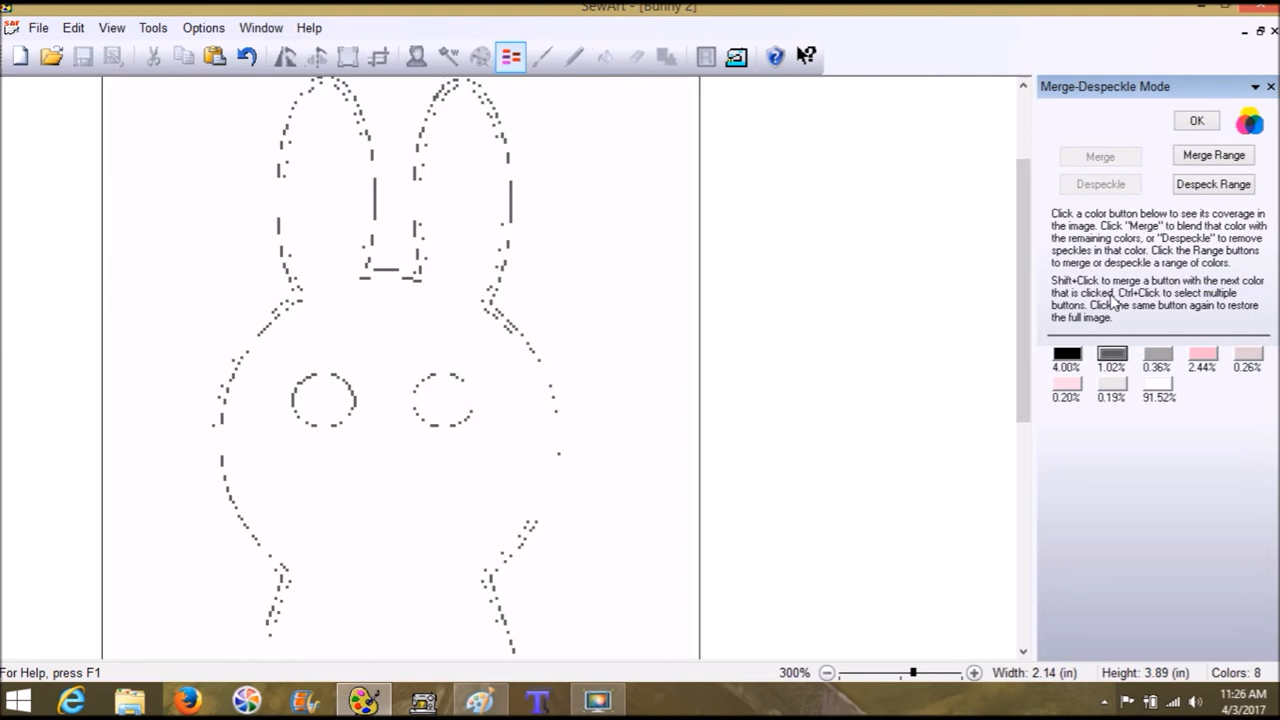 SewArt - [Bunny 2]
SAF File Edit View Tools Options Window Help
Merge-Despeckle Mode
OK
Merge Merge Range
Despeckle Despeck Range
Click a color button below to see its coverage in
the image. Click "Merge" to blend that color with
the remaining colors, or "Despeckle" to remove
speckles in that color. Click the Range buttons
to merge or despeckle a range of colors.
Shift+Click to merge a button with the next color
that is clicked. Ctrl+Click to select multiple
buttons. Click the same button again to restore
the full image.
4.00% 1.02% 0.36% 2.44% 0.26%
0.20% 0.19% 91.52%
For Help, press F1
300% Width: 2.14 (in) Height: 3.89 (in) Colors: 8
11:26 AM
4/3/2017